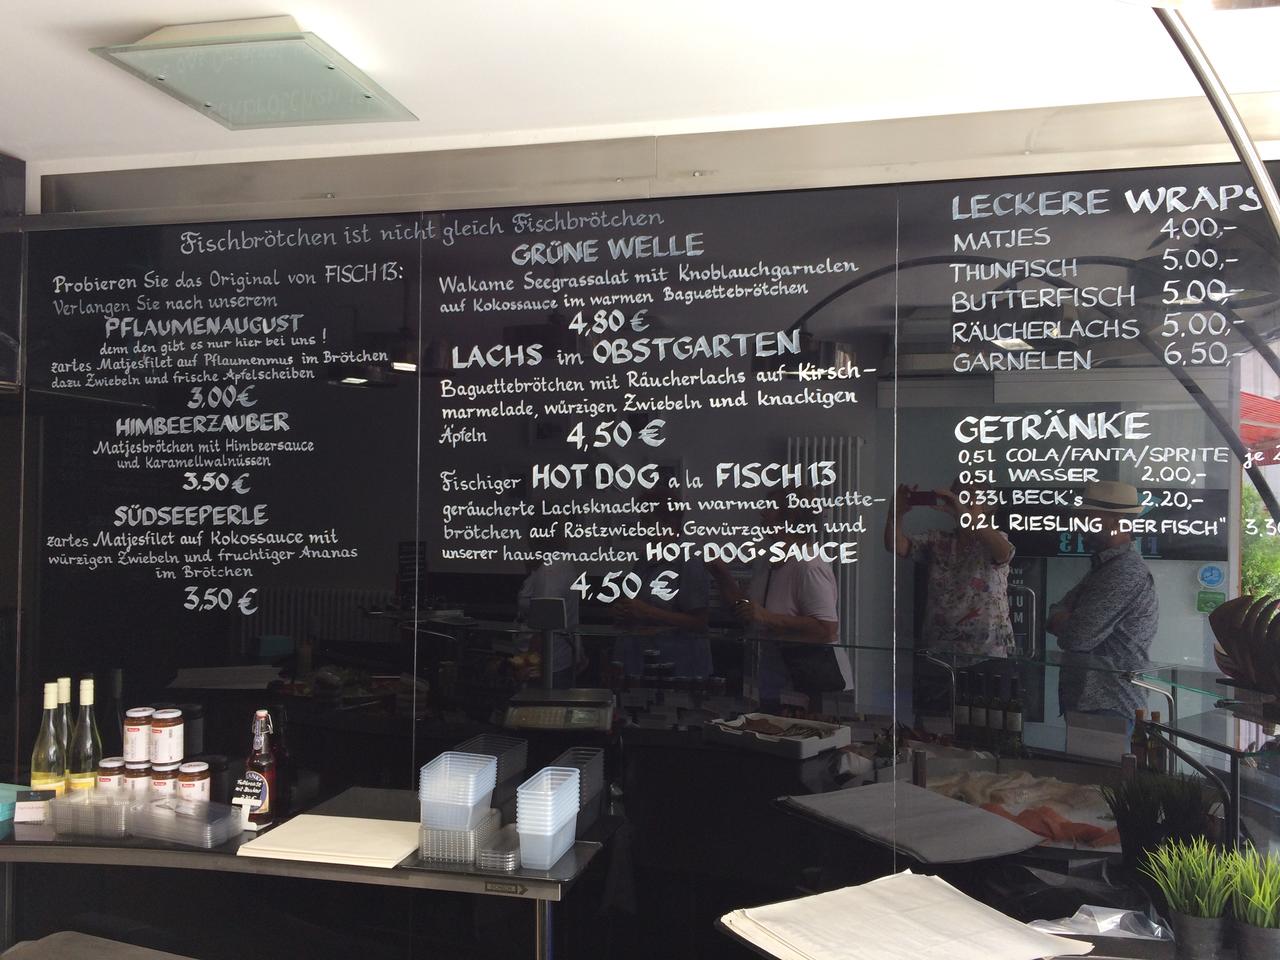 Fischbrötchen ist nicht gleich Fischbrötchen
Probieren Sie das Original von FISCH 13:
Verlangen Sie nach unserem
PFLAUMENAUGUST
denn den gibt es nur hier bei uns !
zartes Matjesfilet auf Pflaumenmus im Brötchen
dazu Zwiebeln und frische Apfelscheiben
3,00€
HIMBEERZAUBER
Matjesbrötchen mit Himbeersauce
und Karamellwalnüssen
3,50€
SÜDSEEPERLE
zartes Matjesfilet auf Kokossauce mit
würzigen Zwiebeln und fruchtiger Ananas
im Brötchen
3,50€
GRÜNE WELLE
Wakame Seegrassalat mit Knoblauchgarnelen
auf Kokossauce im warmen Baguettebrötchen
4,80€
LACHS im OBSTGARTEN
Baguettebrötchen mit Räucherlachs auf Kirsch-
marmelade, würzigen Zwiebeln und knackigen
Äpfeln 4,50€
Fischiger HOT DOG a la FISCH 13
geräucherte Lachsknacker im warmen Baguette-
brötchen auf Röstzwiebeln, Gewürzgurken und
unserer hausgemachten HOT-DOG-SAUCE
4,50€
LECKERE WRAPS
MATJES 4,00,-
THUNFISCH 5,00,-
BUTTERFISCH 5,00,-
RÄUCHERLACHS 5,00,-
GARNELEN 6,50,
GETRÄNKE
0,5l COLA/FANTA/SPRITE je 2
0,5l WASSER 2.00,-
0,33l BECK's 2,20,-
0,2l RIESLING „DER FISCH" 3,30